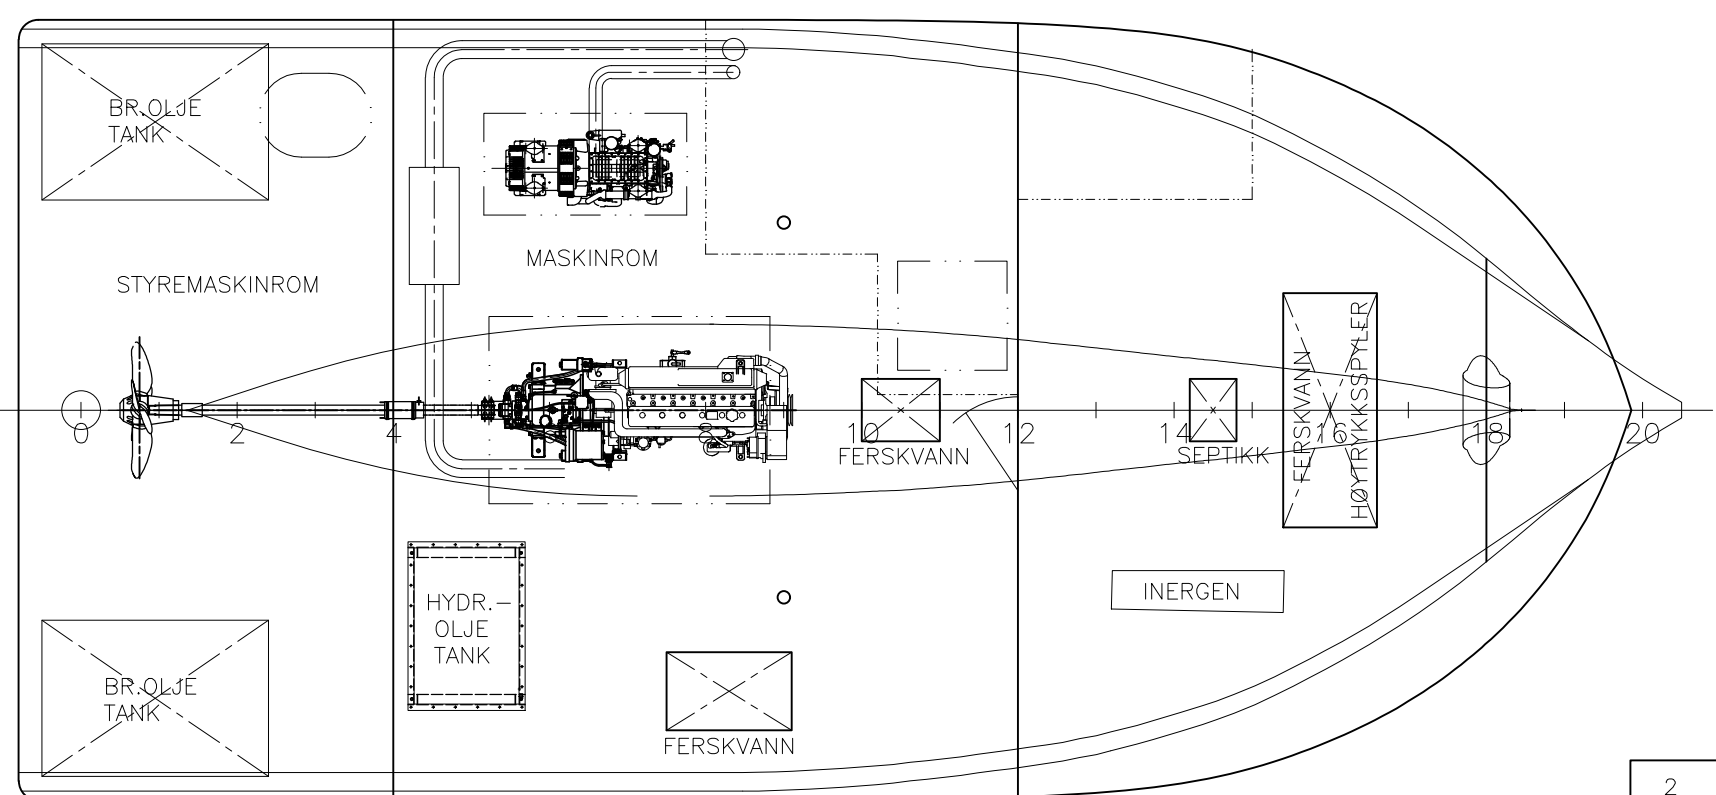 BR.OLJE
TANK
MASKINROM
STYREMASKINROM
FERSKVANN
HØYTRYKKSSPYLER
0
2
4
8
10
12
14
16
18
20
FERSKVANN
SEPTIKK
INERGEN
HYDR.-
OLJE
TANK
BR.OLJE
TANK
FERSKVANN
2